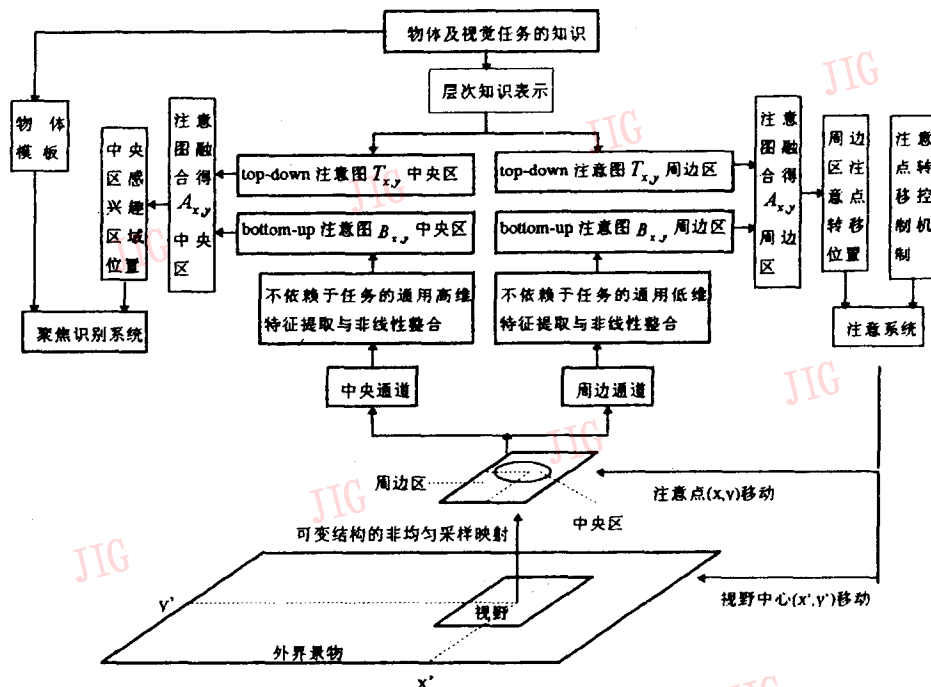 物体及视觉任务的知识
层次知识表示
物体
模板
中央
区感
兴趣
区域
位置
注意
图融
合得
A x,y
中央
区
top-down 注意图 T x,y 中央区
bottom-up 注意图 B x,y 中央区
top-down 注意图 T x,y 周边区
bottom-up 注意图 B x,y 周边区
注意
图融
合得
A x,y
周边
区
周边
区注
意点
转移
位置
注意
点转
移控
制机
制
不依赖于任务的通用高维
特征提取与非线性整合
不依赖于任务的通用低维
特征提取与非线性整合
聚焦识别系统
注意系统
中央通道
周边通道
周边区
中央区
注意点(x,y)移动
可变结构的非均匀采样映射
视野中心(x',y')移动
y'
视野
外界景物
x'
JIG
JIG
JIG
JIG
JIG
JIG
JIG
JIG
JIG